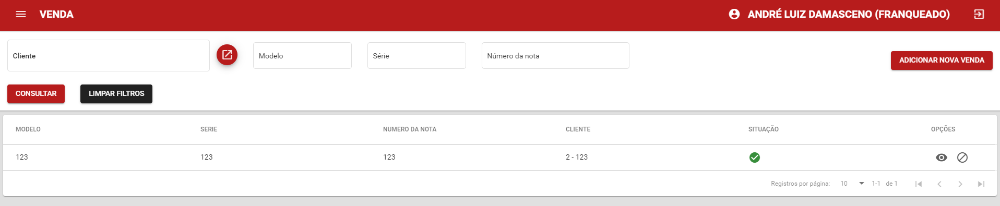 VENDA ANDRÉ LUIZ DAMASCENO (FRANQUEADO)
Cliente Modelo Série Número da nota ADICIONAR NOVA VENDA
CONSULTAR LIMPAR FILTROS
MODELO SERIE NUMERO DA NOTA CLIENTE SITUAÇÃO OPÇÕES
123 123 123 2 - 123
Registros por página: 10 1-1 de 1